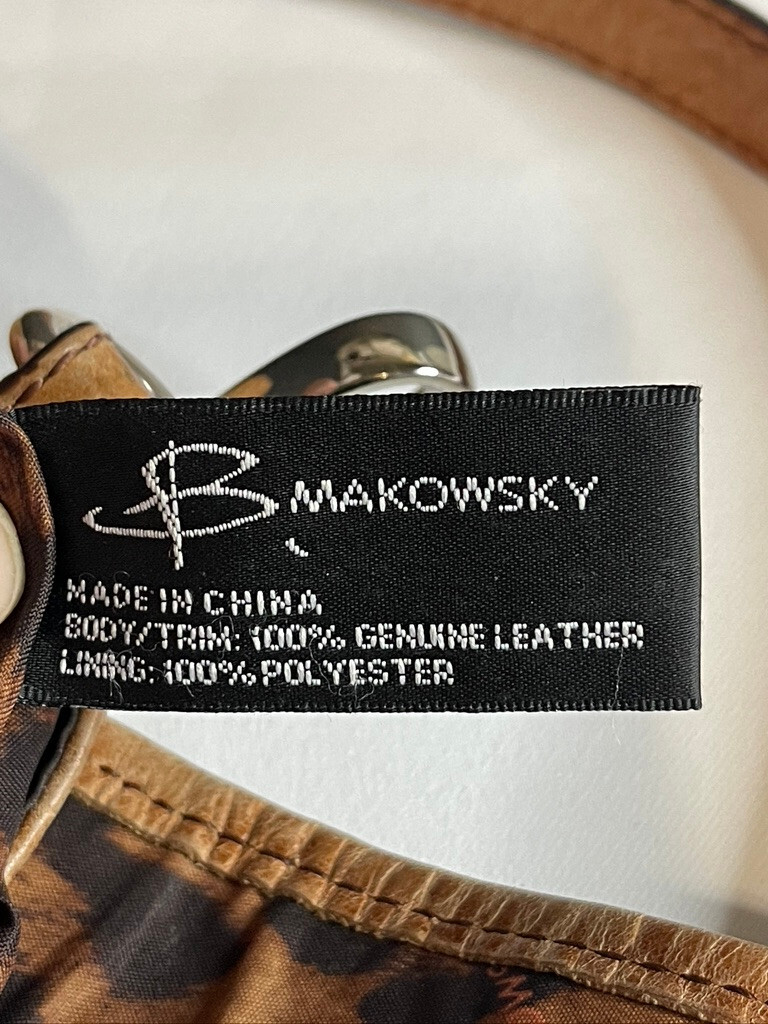 B. MAKOWSKY
MADE IN CHINA
BODY/TRIM: 100% GENUINE LEATHER
LINING: 100% POLYESTER